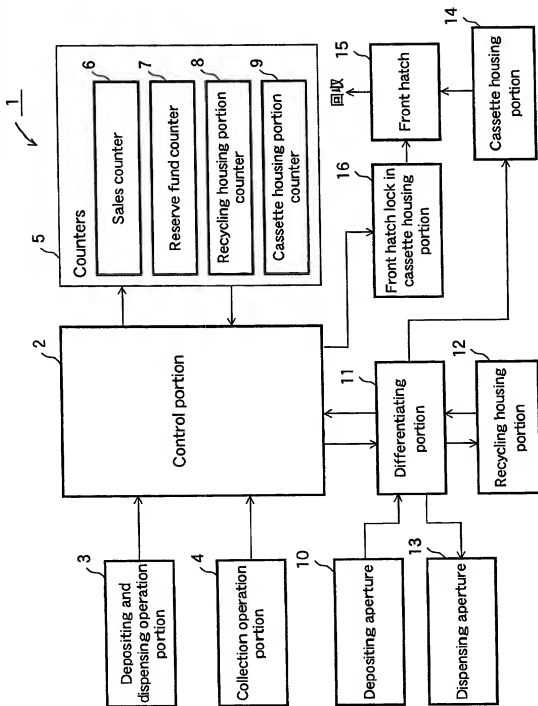 1
5
Counters
6
Sales counter
7
Reserve fund counter
8
Recycling housing portion
counter
9
Cassette housing portion
counter
2
Control portion
3
Depositing and
dispensing operation
portion
4
Collection operation
portion
10
Depositing aperture
13
Dispensing aperture
11
Differentiating
portion
12
Recycling housing
portion
16
Front hatch lock in
cassette housing
portion
回収
15
Front hatch
14
Cassette housing
portion